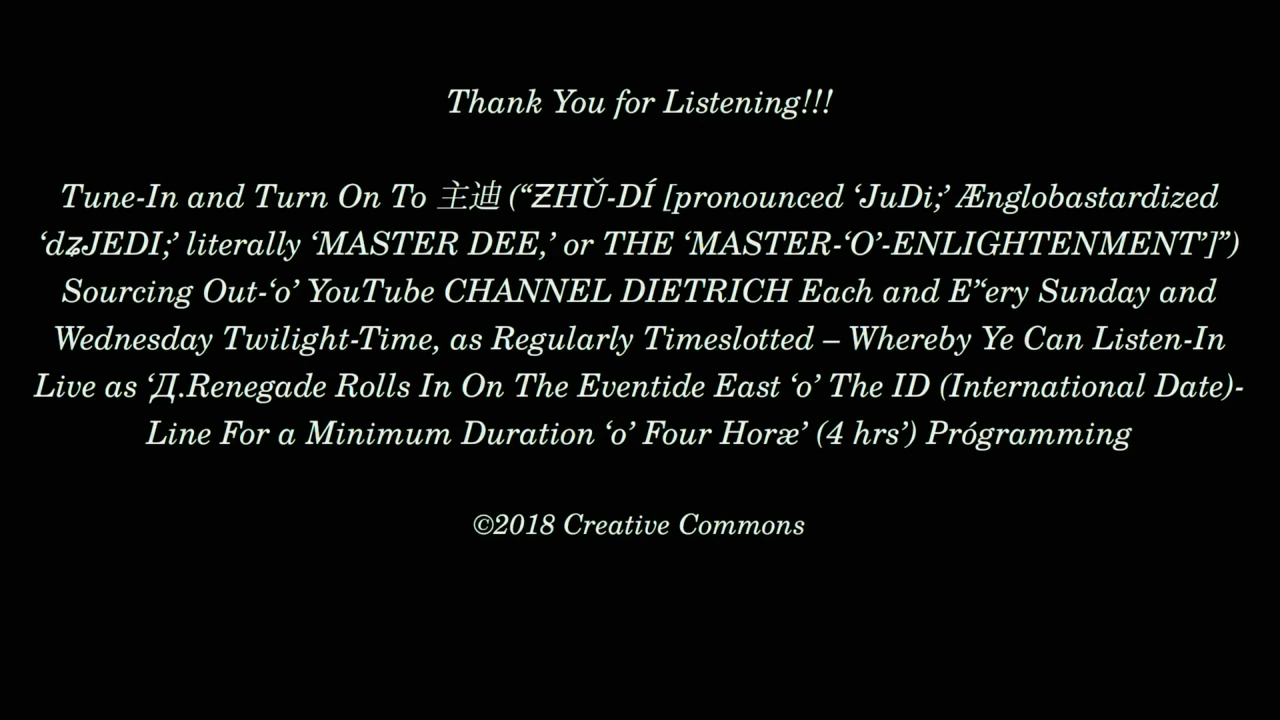 Thank You for Listening!!!
Tune-In and Turn On To 主迪 (“ƵHǓ-DÍ [pronounced ‘JuDi;’ Ænglobastardized
‘dʑJEDI;’ literally ‘MASTER DEE,’ or THE ‘MASTER-‘O’-ENLIGHTENMENT’]”)
Sourcing Out-‘o’ YouTube CHANNEL DIETRICH Each and E’‘ery Sunday and
Wednesday Twilight-Time, as Regularly Timeslotted – Whereby Ye Can Listen-In
Live as ‘Д.Renegade Rolls In On The Eventide East ‘o’ The ID (International Date)-
Line For a Minimum Duration ‘o’ Four Horæ’ (4 hrs’) Prógramming
©2018 Creative Commons